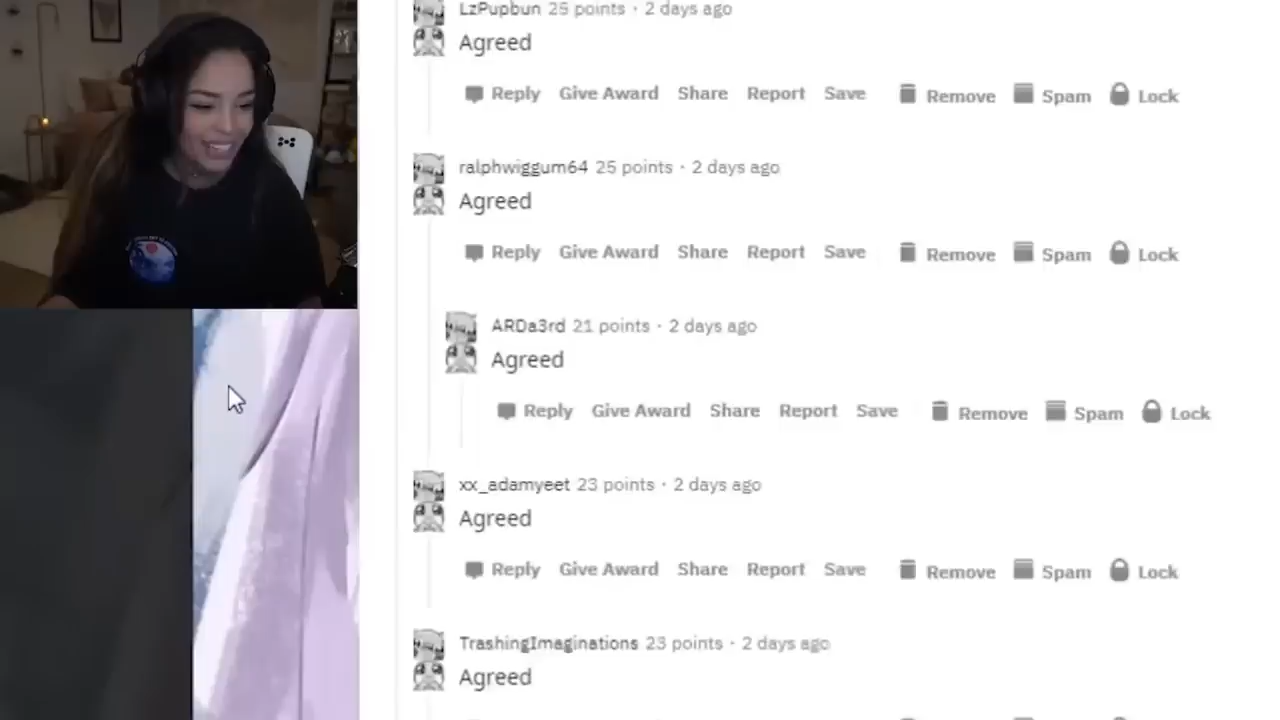 LzPupbun 25 points · 2 days ago
Agreed
Reply Give Award Share Report Save Remove Spam Lock
ralphwiggum64 25 points · 2 days ago
Agreed
Reply Give Award Share Report Save Remove Spam Lock
ARDa3rd 21 points · 2 days ago
Agreed
Reply Give Award Share Report Save Remove Spam Lock
xx_adamyeet 23 points · 2 days ago
Agreed
Reply Give Award Share Report Save Remove Spam Lock
TrashingImaginations 23 points · 2 days ago
Agreed